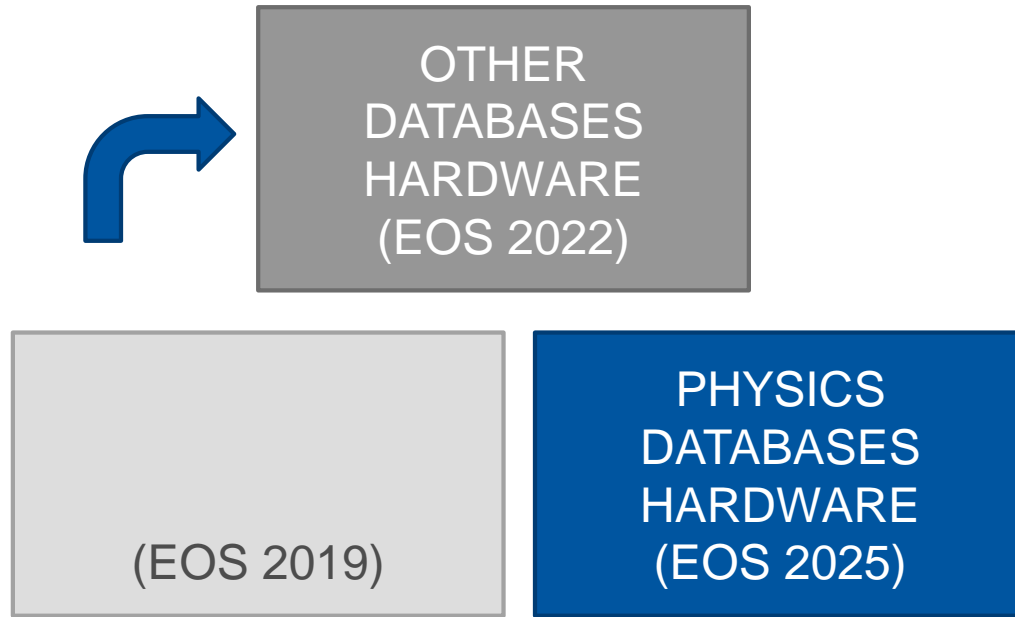 OTHER
DATABASES
HARDWARE
(EOS 2022)
(EOS 2019)
PHYSICS
DATABASES
HARDWARE
(EOS 2025)